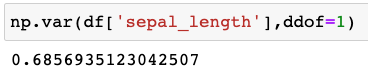 np.var(df['sepal_length'],ddof=1)
0.6856935123042507